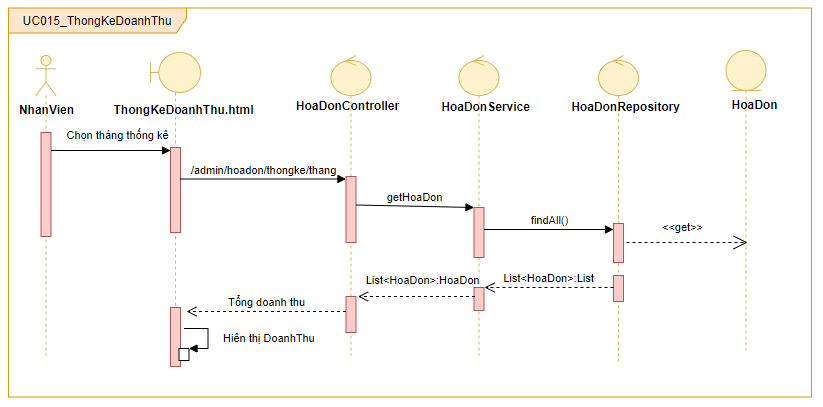 UC015_ThongKeDoanhThu
NhanVien
ThongKeDoanhThu.html
HoaDonController
HoaDonService
HoaDonRepository
HoaDon
Chọn tháng thống kê
/admin/hoadon/thongke/thang
getHoaDon
findAll()
<<get>>
List<HoaDon>:HoaDon
List<HoaDon>:List
Tổng doanh thu
Hiên thị DoanhThu